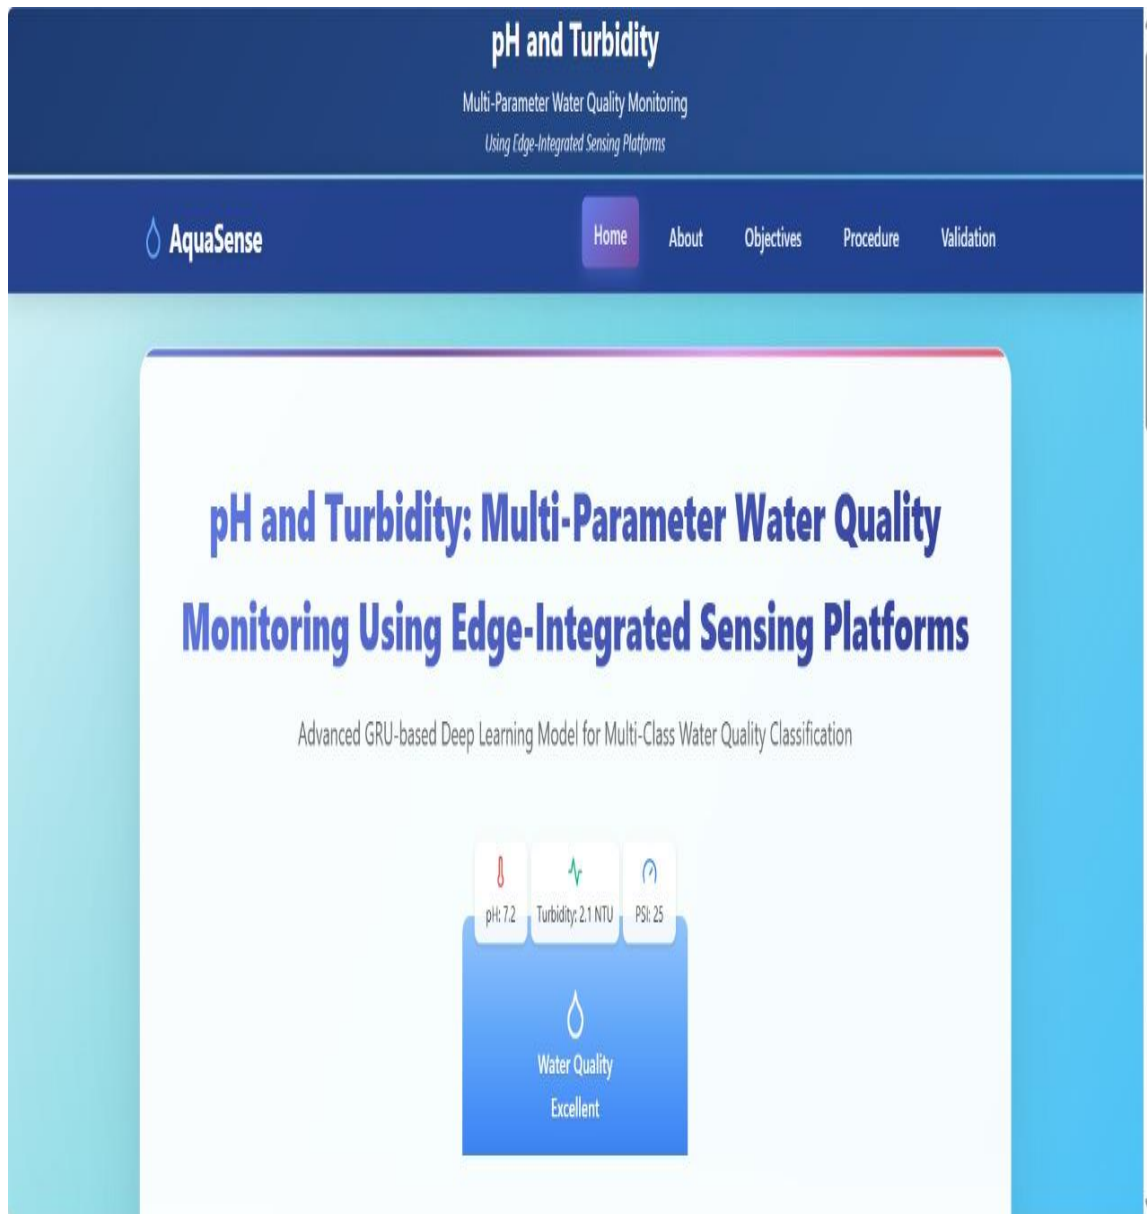 pH and Turbidity
Multi-Parameter Water Quality Monitoring
Using Edge-Integrated Sensing Platforms
AquaSense
Home
About
Objectives
Procedure
Validation
pH and Turbidity: Multi-Parameter Water Quality
Monitoring Using Edge-Integrated Sensing Platforms
Advanced GRU-based Deep Learning Model for Multi-Class Water Quality Classification
pH: 7.2
Turbidity: 2.1 NTU
PSI: 25
Water Quality
Excellent